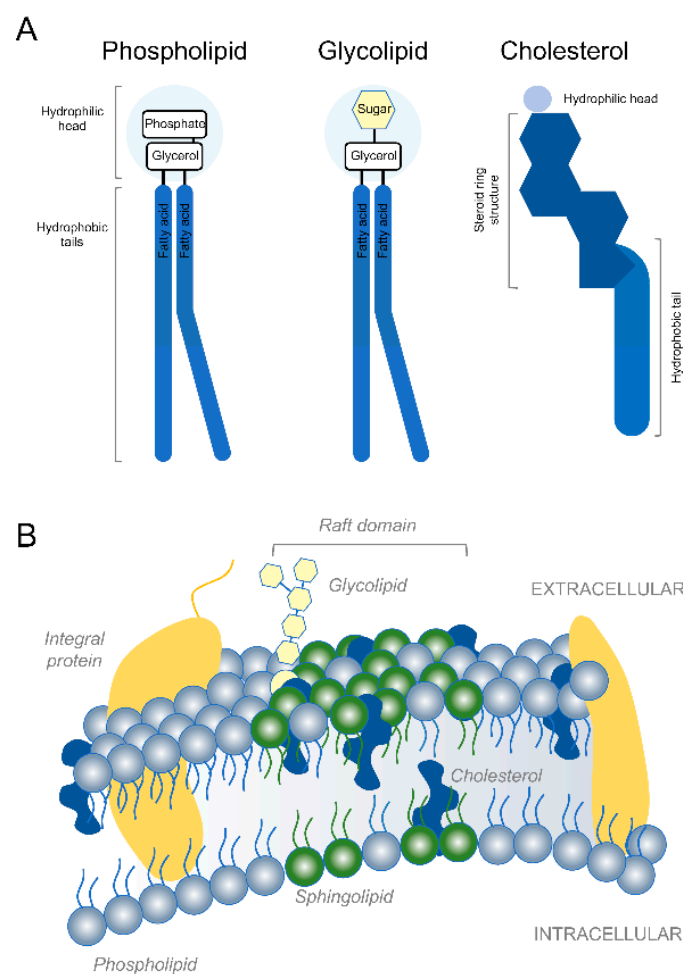 A
Phospholipid
Glycolipid
Cholesterol
Hydrophilic
head
Phosphate
Glycerol
Sugar
Glycerol
Hydrophilic head
Steroid ring
structure
Hydrophobic
tails
Fatty acid
Fatty acid
Fatty acid
Fatty acid
Hydrophobic tail
B
Raft domain
Glycolipid
EXTRACELLULAR
Integral
protein
Cholesterol
Sphingolipid
INTRACELLULAR
Phospholipid